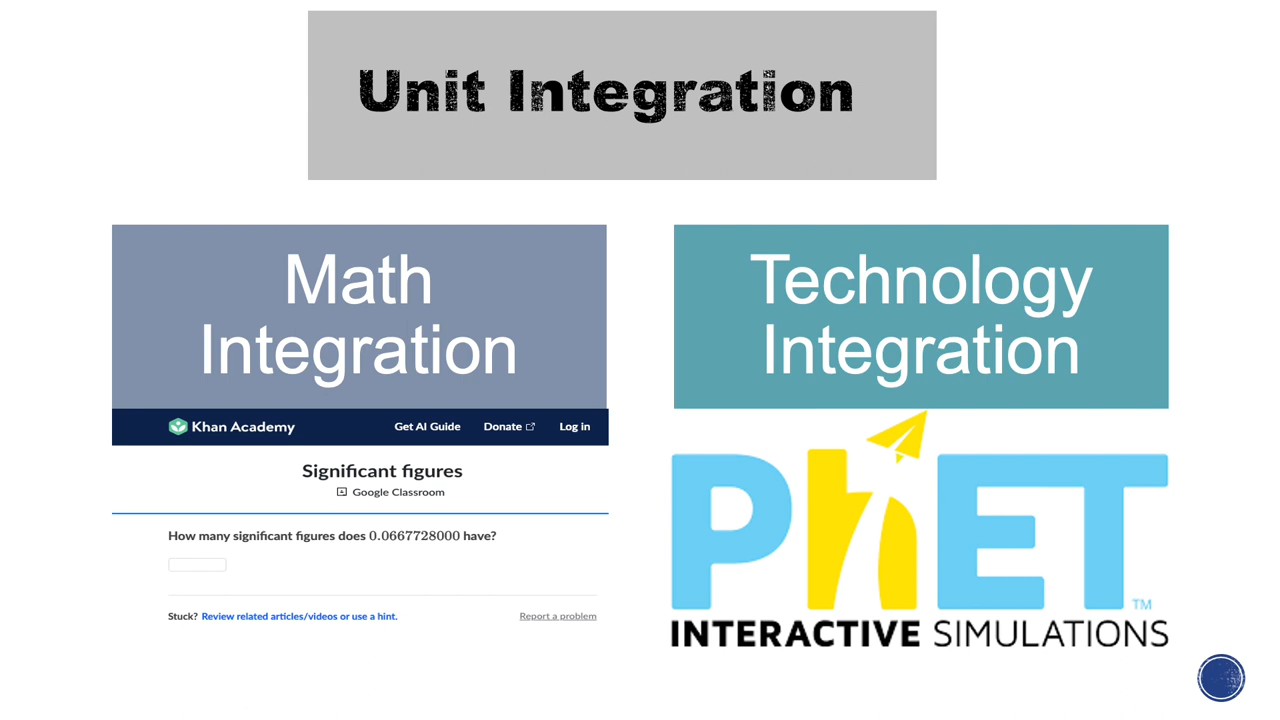 Unit Integration
Math
Integration
Technology
Integration
Khan Academy
Get AI Guide
Donate
Log in
Significant figures
Google Classroom
How many significant figures does 0.0667728000 have?
Stuck? Review related articles/videos or use a hint.
Report a problem
PhET™
INTERACTIVE SIMULATIONS